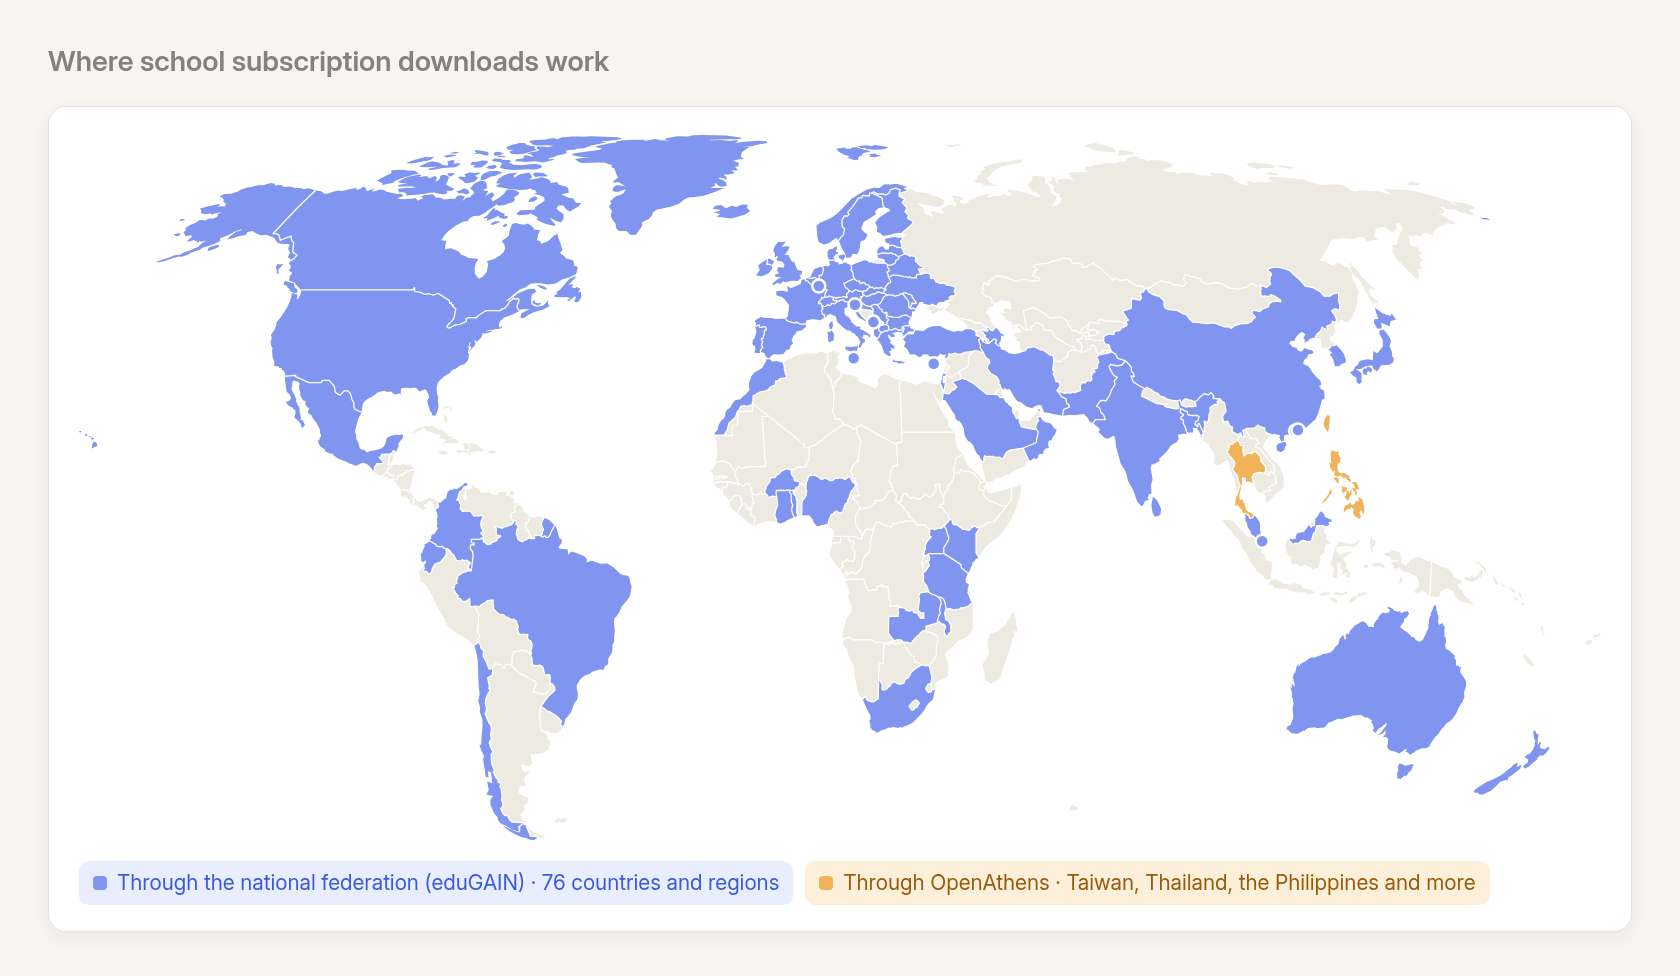 Where school subscription downloads work
Through the national federation (eduGAIN) · 76 countries and regions
Through OpenAthens · Taiwan, Thailand, the Philippines and more